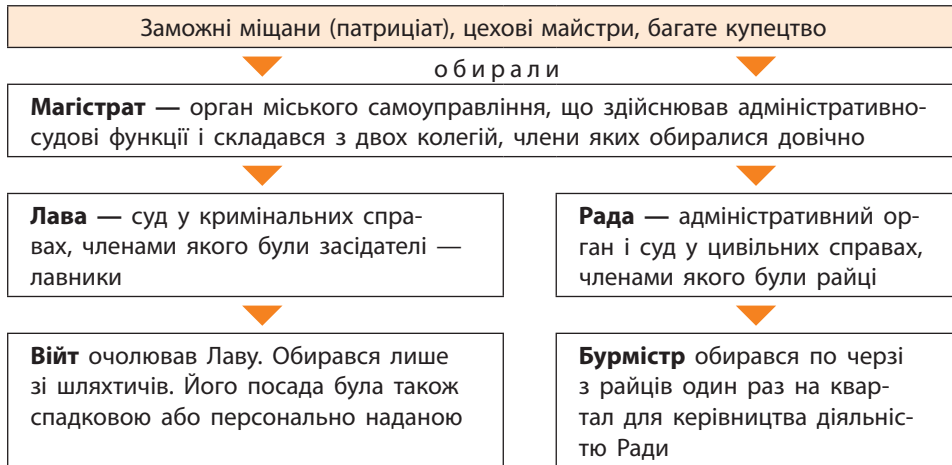 Заможні міщани (патриціат), цехові майстри, багате купецтво
обирали
Магістрат — орган міського самоуправління, що здійснював адміністративно-
судові функції і складався з двох колегій, члени яких обиралися довічно
Лава — суд у кримінальних спра-
вах, членами якого були засідателі —
лавники
Рада — адміністративний ор-
ган і суд у цивільних справах,
членами якого були райці
Війт очолював Лаву. Обирався лише
зі шляхтичів. Його посада була також
спадковою або персонально наданою
Бурмістр обирався по черзі
з райців один раз на квар-
тал для керівництва діяльніс-
тю Ради